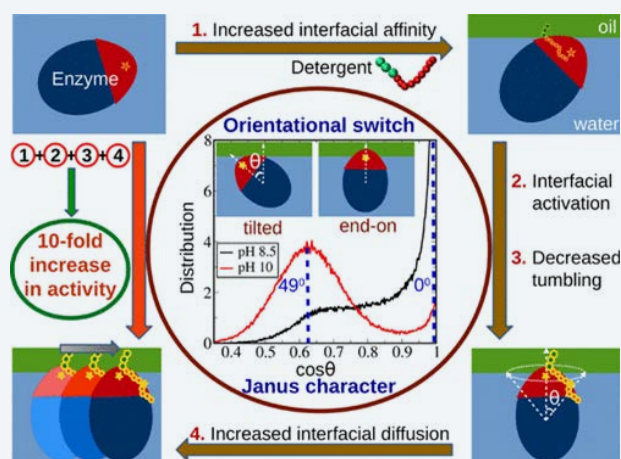 1. Increased interfacial affinity
Detergent
Enzyme
oil
water
1+2+3+4
10-fold
increase
in activity
Orientational switch
θ
tilted
end-on
pH 8.5
pH 10
49⁰
0⁰
Distribution
8
6
4
2
0
0.4 0.5 0.6 0.7 0.8 0.9 1
cosθ
Janus character
2. Interfacial
activation
3. Decreased
tumbling
θ
4. Increased interfacial diffusion